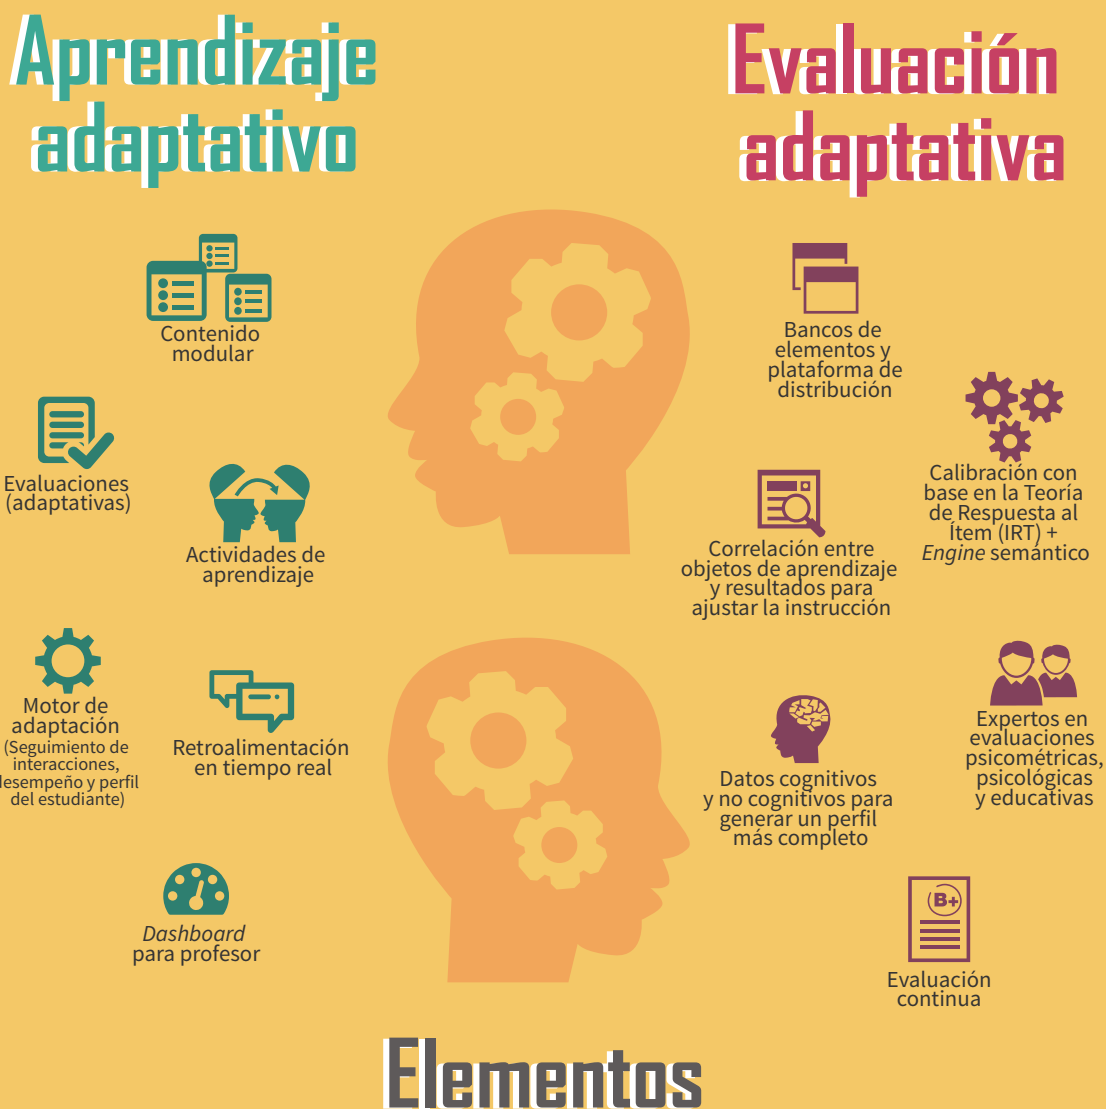 Aprendizaje
adaptativo
Contenido
modular
Evaluaciones
(adaptativas)
Actividades de
aprendizaje
Motor de
adaptación
(Seguimiento de
interacciones,
desempeño y perfil
del estudiante)
Retroalimentación
en tiempo real
Dashboard
para profesor
Evaluación
adaptativa
Bancos de
elementos y
plataforma de
distribución
Calibración con
base en la Teoría
de Respuesta al
Ítem (IRT) +
Engine semántico
Correlación entre
objetos de aprendizaje
y resultados para
ajustar la instrucción
Expertos en
evaluaciones
psicométricas,
psicológicas
y educativas
Datos cognitivos
y no cognitivos para
generar un perfil
más completo
B+
Evaluación
continua
Elementos